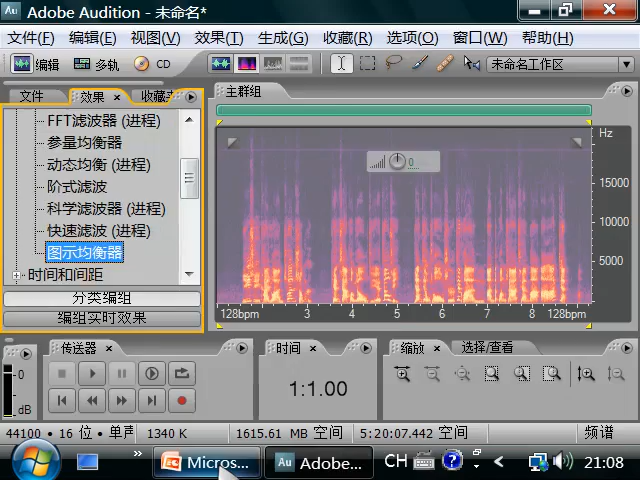 Adobe Audition - 未命名*
文件(F) 编辑(E) 视图(V) 效果(T) 生成(G) 收藏(R) 选项(O) 窗口(W) 帮助(H)
编辑 多轨 CD 未命名工作区
文件 效果 收藏夹 主群组
FFT滤波器 (进程)
参量均衡器
动态均衡 (进程)
阶式滤波
科学滤波器 (进程)
快速滤波 (进程)
图示均衡器
时间和间距
分类编组
编组实时效果
0
Hz
15000
10000
5000
128bpm 3 4 5 6 7 8 128bpm
传送器 时间 缩放 选择/查看
0
dB
1:1.00
44100 • 16 位 • 单声 1340 K 1615.61 MB 空间 5:20:07.442 空间 频谱
Micros... Adobe... CH 21:08